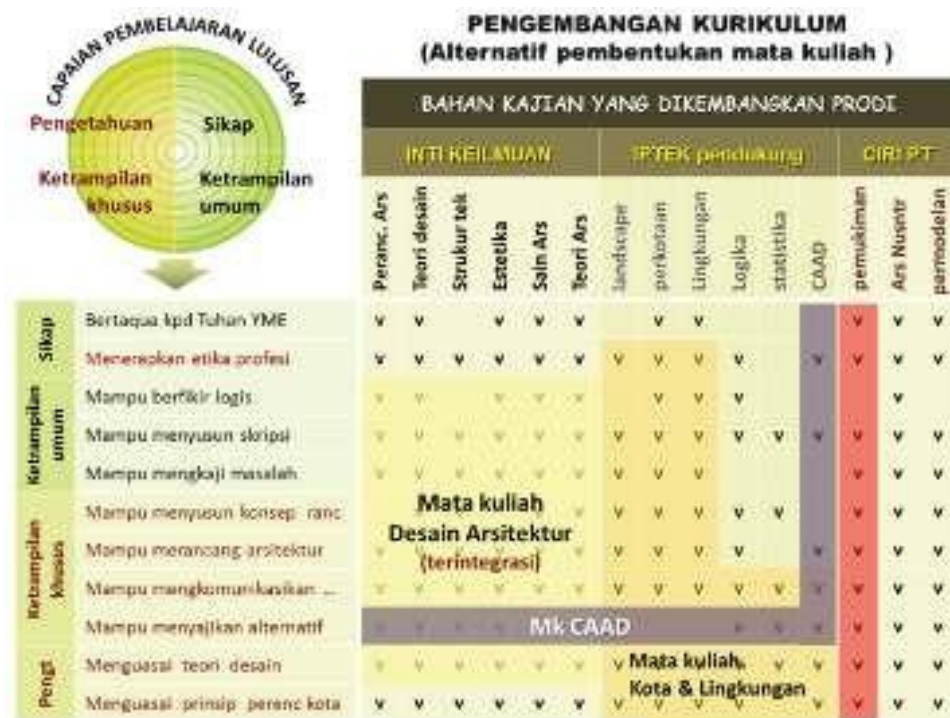 CAPAIAN PEMBELAJARAN LULUSAN
Pengetahuan
Sikap
Ketrampilan khusus
Ketrampilan umum
PENGEMBANGAN KURIKULUM
(Alternatif pembentukan mata kuliah )
BAHAN KAJIAN YANG DIKEMBANGKAN PRODI
INTI KEILMUAN
IPTEK pendukung
CIRI PT
Peranc. Ars
Teori desain
Strukur tek
Estetika
Sain Ars
Teori Ars
landscape
perkotaan
Lingkungan
Logika
statistika
CAAD
pemukiman
Ars Nusntr
permodelan
Sikap
Bertaqua kpd Tuhan YME
v v v v v v v v v v
Menerapkan etika profesi
v v v v v v v v v v v v v v
Ketrampilan umum
Mampu berfikir logis
v v v v v v v v v
Mampu menyusun skripsi
v v v v v v v v v v v v v v v
Mampu mengkaji masalah
v v v v v v v v v v v v
Ketrampilan khusus
Mampu menyusun konsep ranc
v v v v v v v v
Mampu merancang arsitektur
v v v v v v v v
Mampu mengkomunikasikan ...
v v v v v v v v v v v v v v v
Mampu menyajikan alternatif
v v v v v v
Pengt
Menguasai teori desain
v v v v v v v v v v v
Menguasai prinsip perenc kota
v v v v v v v v v v v v v v v
Mata kuliah
Desain Arsitektur
(terintegrasi)
Mk CAAD
Mata kuliah
Kota & Lingkungan